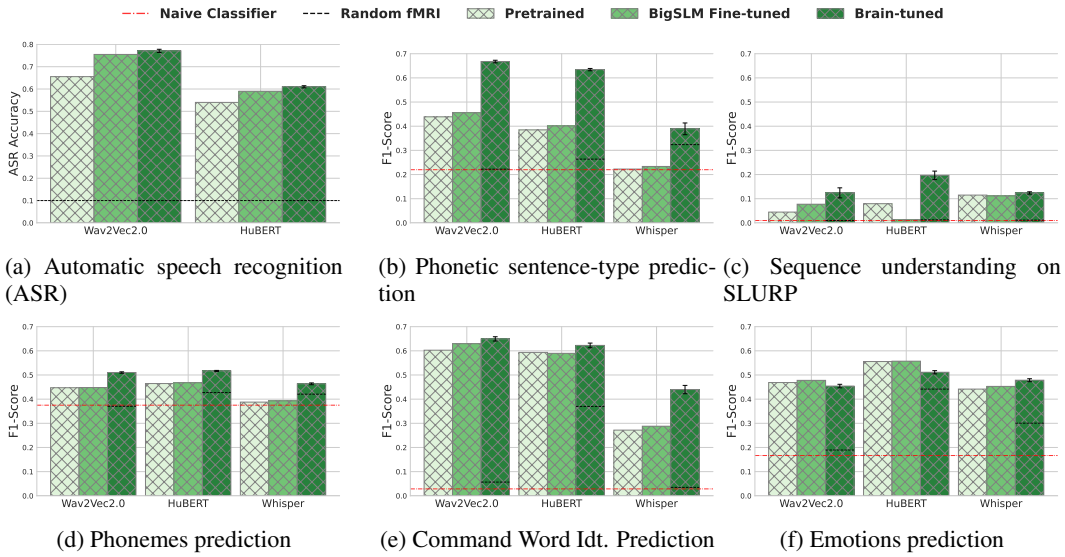 Naive Classifier Random fMRI Pretrained BigSLM Fine-tuned Brain-tuned
ASR Accuracy
0.8
0.7
0.6
0.5
0.4
0.3
0.2
0.1
0.0
Wav2Vec2.0 HuBERT
F1-Score
0.7
0.6
0.5
0.4
0.3
0.2
0.1
0.0
Wav2Vec2.0 HuBERT Whisper
F1-Score
0.7
0.6
0.5
0.4
0.3
0.2
0.1
0.0
Wav2Vec2.0 HuBERT Whisper
(a) Automatic speech recognition
(ASR)
(b) Phonetic sentence-type predic-
tion
(c) Sequence understanding on
SLURP
F1-Score
0.7
0.6
0.5
0.4
0.3
0.2
0.1
0.0
Wav2Vec2.0 HuBERT Whisper
F1-Score
0.7
0.6
0.5
0.4
0.3
0.2
0.1
0.0
Wav2Vec2.0 HuBERT Whisper
F1-Score
0.7
0.6
0.5
0.4
0.3
0.2
0.1
0.0
Wav2Vec2.0 HuBERT Whisper
(d) Phonemes prediction
(e) Command Word Idt. Prediction
(f) Emotions prediction